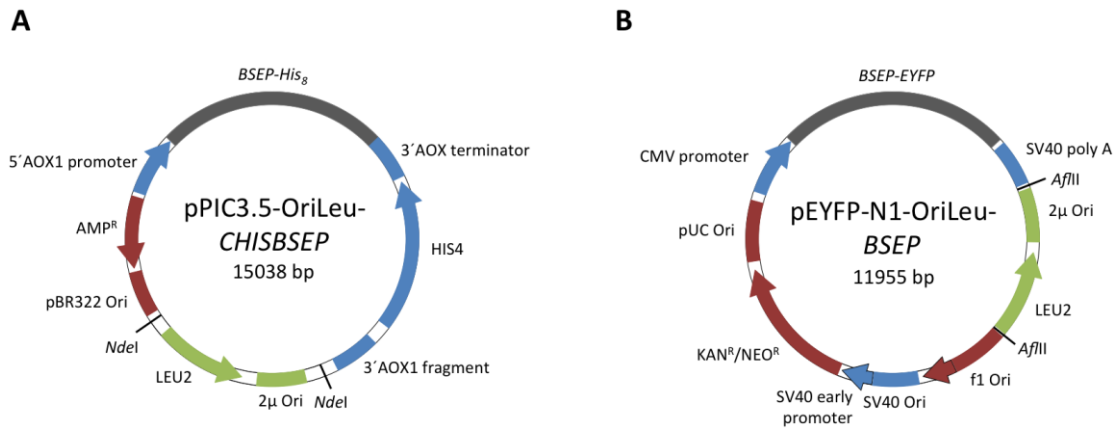 A
BSEP-His8
5´AOX1 promoter
3´AOX terminator
AMPR
pPIC3.5-OriLeu-
CHISBSEP
15038 bp
HIS4
pBR322 Ori
NdeI
LEU2
2µ Ori
NdeI
3´AOX1 fragment
B
BSEP-EYFP
CMV promoter
SV40 poly A
AflII
2µ Ori
pUC Ori
pEYFP-N1-OriLeu-
BSEP
11955 bp
LEU2
AflII
KANR/NEOR
f1 Ori
SV40 early
promoter
SV40 Ori